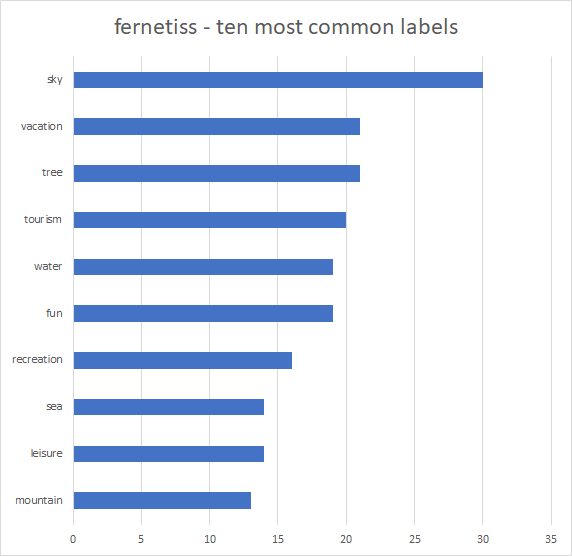 fernetiss - ten most common labels
sky
vacation
tree
tourism
water
fun
recreation
sea
leisure
mountain
0 5 10 15 20 25 30 35